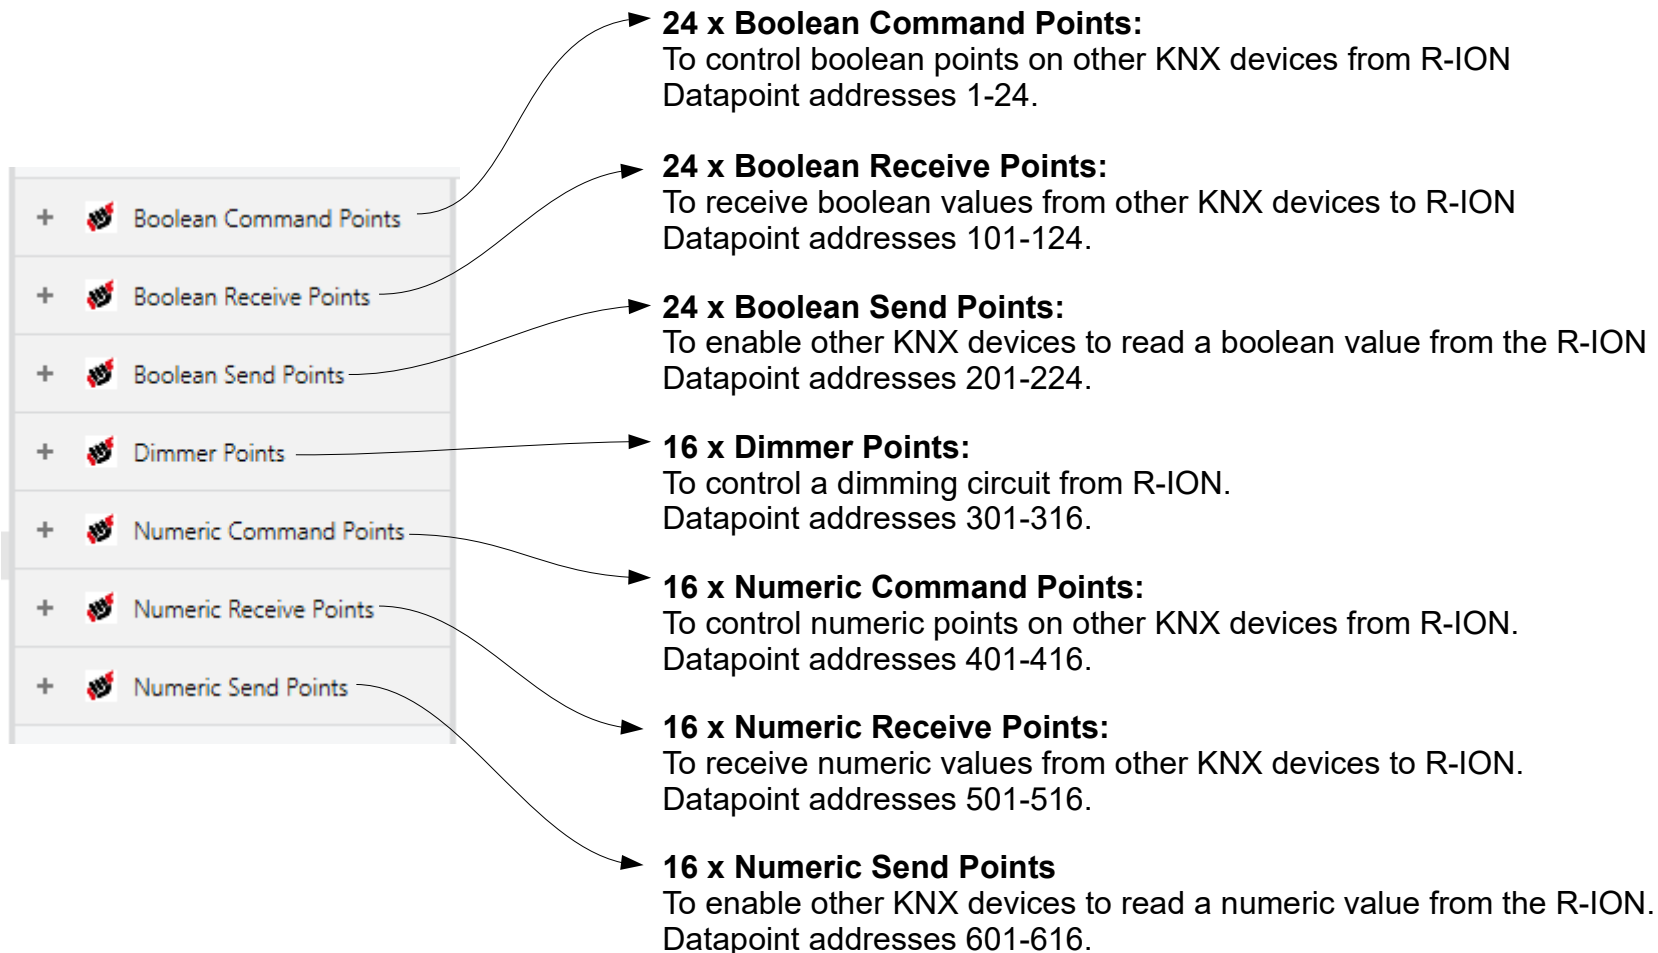 24 x Boolean Command Points:
To control boolean points on other KNX devices from R-ION
Datapoint addresses 1-24.
24 x Boolean Receive Points:
To receive boolean values from other KNX devices to R-ION
Datapoint addresses 101-124.
24 x Boolean Send Points:
To enable other KNX devices to read a boolean value from the R-ION
Datapoint addresses 201-224.
16 x Dimmer Points:
To control a dimming circuit from R-ION.
Datapoint addresses 301-316.
16 x Numeric Command Points:
To control numeric points on other KNX devices from R-ION.
Datapoint addresses 401-416.
16 x Numeric Receive Points:
To receive numeric values from other KNX devices to R-ION.
Datapoint addresses 501-516.
16 x Numeric Send Points
To enable other KNX devices to read a numeric value from the R-ION.
Datapoint addresses 601-616.
Boolean Command Points
Boolean Receive Points
Boolean Send Points
Dimmer Points
Numeric Command Points
Numeric Receive Points
Numeric Send Points